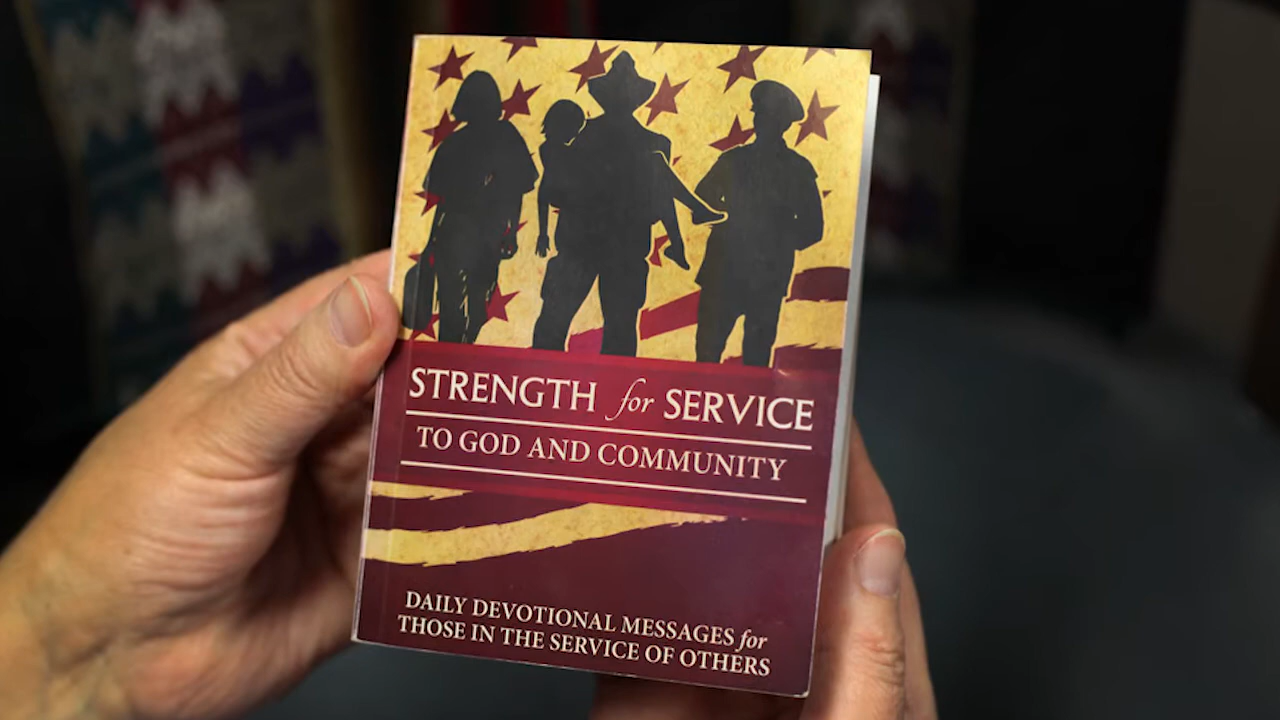 STRENGTH for SERVICE
TO GOD AND COMMUNITY
DAILY DEVOTIONAL MESSAGES for
THOSE IN THE SERVICE OF OTHERS